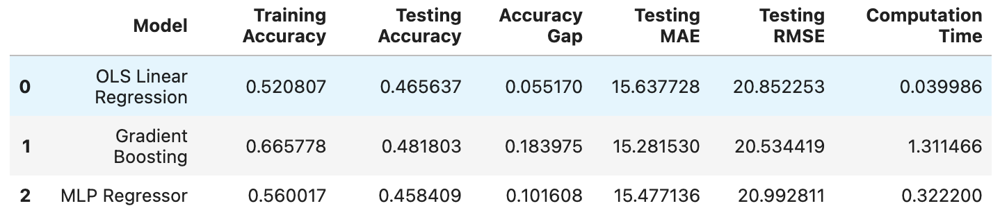 Model Training Accuracy Testing Accuracy Accuracy Gap Testing MAE Testing RMSE Computation Time
0 OLS Linear Regression 0.520807 0.465637 0.055170 15.637728 20.852253 0.039986
1 Gradient Boosting 0.665778 0.481803 0.183975 15.281530 20.534419 1.311466
2 MLP Regressor 0.560017 0.458409 0.101608 15.477136 20.992811 0.322200